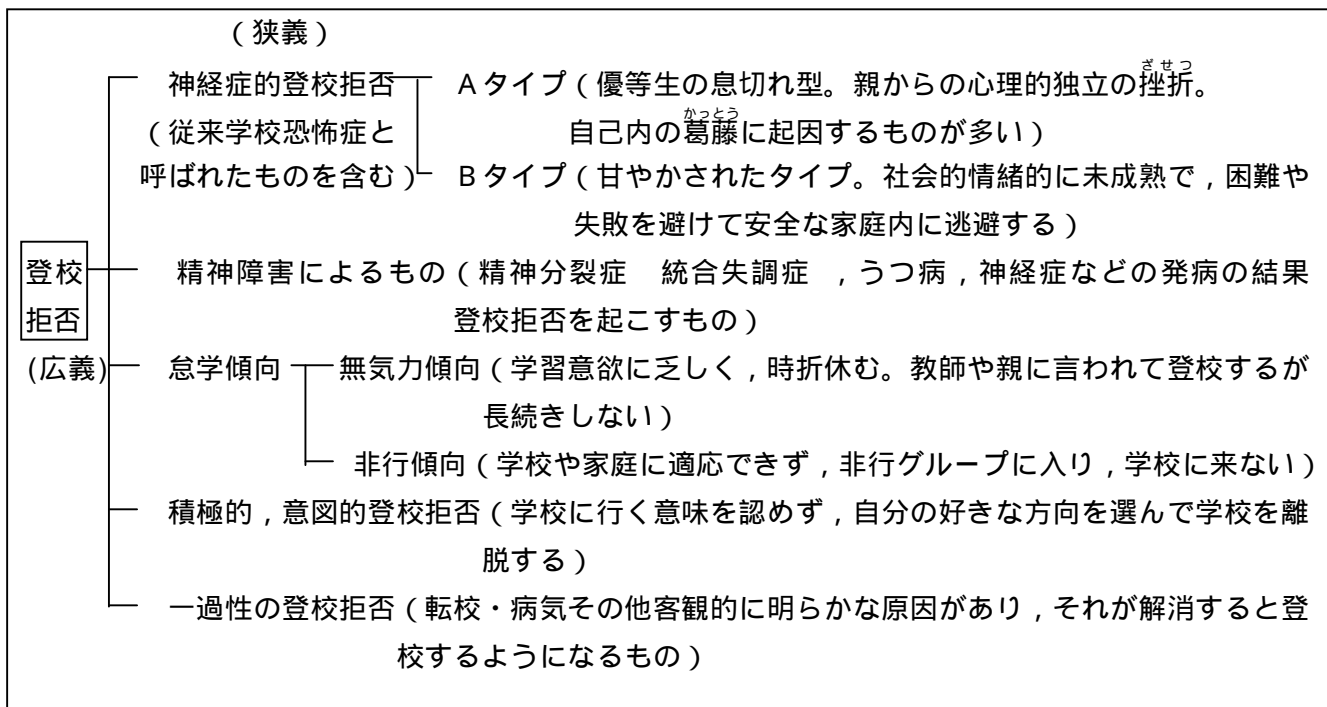 （狭義）
神経症的登校拒否 Ａタイプ（優等生の息切れ型。親からの心理的独立の挫折。
ざせつ
（従来学校恐怖症と 自己内の葛藤に起因するものが多い）
かっとう
呼ばれたものを含む） Ｂタイプ（甘やかされたタイプ。社会的情緒的に未成熟で，困難や
失敗を避けて安全な家庭内に逃避する）
登校 精神障害によるもの（精神分裂症　統合失調症　，うつ病，神経症などの発病の結果
拒否 登校拒否を起こすもの）
(広義) 怠学傾向 無気力傾向（学習意欲に乏しく，時折休む。教師や親に言われて登校するが
長続きしない）
非行傾向（学校や家庭に適応できず，非行グループに入り，学校に来ない）
積極的，意図的登校拒否（学校に行く意味を認めず，自分の好きな方向を選んで学校を離
脱する）
一過性の登校拒否（転校・病気その他客観的に明らかな原因があり，それが解消すると登
校するようになるもの）